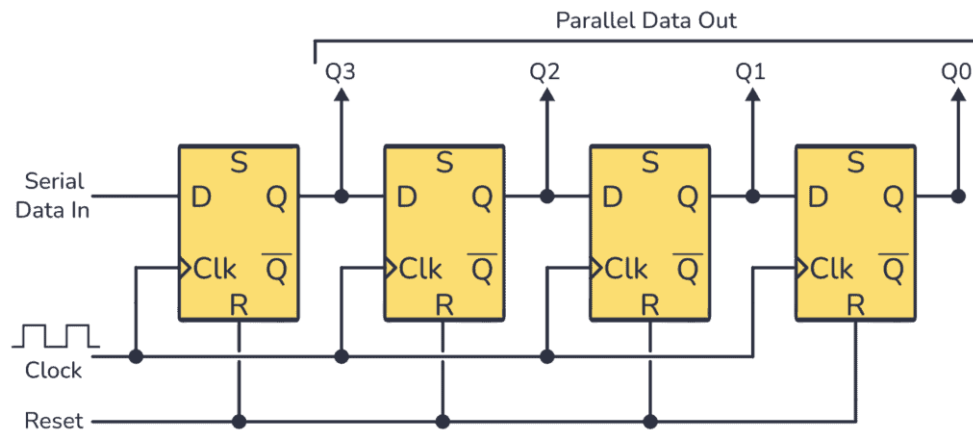 Parallel Data Out
Q3 Q2 Q1 Q0
S S S S
Serial
Data In
D Q D Q D Q D Q
Clk Q̅ Clk Q̅ Clk Q̅ Clk Q̅
R R R R
Clock
Reset